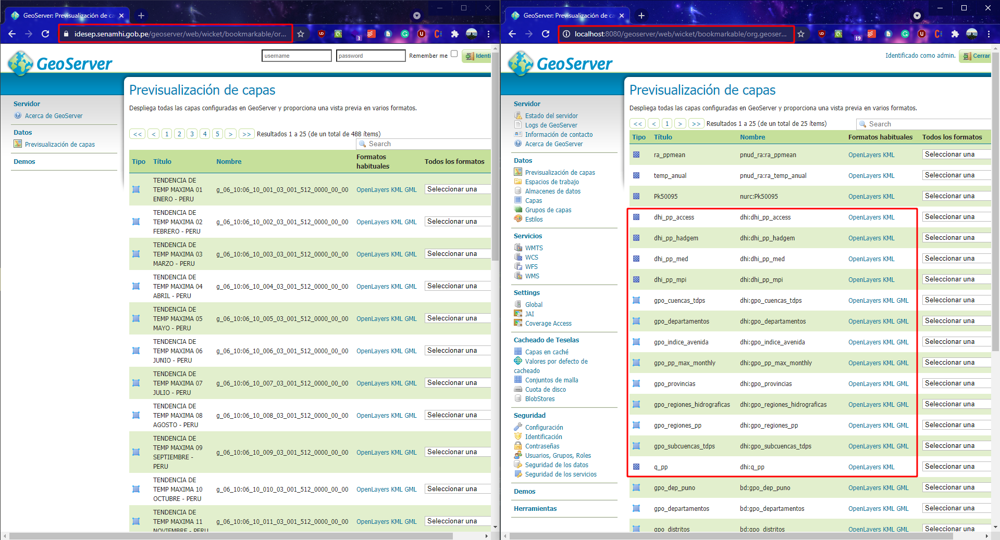 GeoServer: Previsualización de ca
idesep.senamhi.gob.pe/geoserver/web/wicket/bookmarkable/or...
3
username
password
Remember me
Identi
GeoServer
Servidor
Acerca de GeoServer
Datos
Previsualización de capas
Demos
Previsualización de capas
Despliega todas las capas configuradas en GeoServer y proporciona una vista previa en varios formatos.
<< < 1 2 3 4 5 > >> Resultados 1 a 25 (de un total de 488 ítems)
Search
Tipo Título Nombre Formatos habituales Todos los formatos
TENDENCIA DE TEMP MAXIMA 01 ENERO - PERU g_06_10:06_10_001_03_001_512_0000_00_00 OpenLayers KML GML Seleccionar una
TENDENCIA DE TEMP MAXIMA 02 FEBRERO - PERU g_06_10:06_10_002_03_001_512_0000_00_00 OpenLayers KML GML Seleccionar una
TENDENCIA DE TEMP MAXIMA 03 MARZO - PERU g_06_10:06_10_003_03_001_512_0000_00_00 OpenLayers KML GML Seleccionar una
TENDENCIA DE TEMP MAXIMA 04 ABRIL - PERU g_06_10:06_10_004_03_001_512_0000_00_00 OpenLayers KML GML Seleccionar una
TENDENCIA DE TEMP MAXIMA 05 MAYO - PERU g_06_10:06_10_005_03_001_512_0000_00_00 OpenLayers KML GML Seleccionar una
TENDENCIA DE TEMP MAXIMA 06 JUNIO - PERU g_06_10:06_10_006_03_001_512_0000_00_00 OpenLayers KML GML Seleccionar una
TENDENCIA DE TEMP MAXIMA 07 JULIO - PERU g_06_10:06_10_007_03_001_512_0000_00_00 OpenLayers KML GML Seleccionar una
TENDENCIA DE TEMP MAXIMA 08 AGOSTO - PERU g_06_10:06_10_008_03_001_512_0000_00_00 OpenLayers KML GML Seleccionar una
TENDENCIA DE TEMP MAXIMA 09 SEPTIEMBRE - PERU g_06_10:06_10_009_03_001_512_0000_00_00 OpenLayers KML GML Seleccionar una
TENDENCIA DE TEMP MAXIMA 10 OCTUBRE - PERU g_06_10:06_10_010_03_001_512_0000_00_00 OpenLayers KML GML Seleccionar una
TENDENCIA DE TEMP MAXIMA 11 NOVIEMBRE - PERU g_06_10:06_10_011_03_001_512_0000_00_00 OpenLayers KML GML Seleccionar una
GeoServer: Previsualización de ca
localhost:8080/geoserver/web/wicket/bookmarkable/org.geoser...
19
Identificado como admin.
Cerrar
GeoServer
Servidor
Estado del servidor
Logs de GeoServer
Información de contacto
Acerca de GeoServer
Datos
Previsualización de capas
Espacios de trabajo
Almacenes de datos
Capas
Grupos de capas
Estilos
Servicios
WMTS
WCS
WFS
WMS
Settings
Global
JAI
Coverage Access
Cacheado de Teselas
Capas en caché
Valores por defecto de
cacheado
Conjuntos de malla
Cuota de disco
BlobStores
Seguridad
Configuración
Identificación
Contraseñas
Usuarios, Grupos, Roles
Seguridad de los datos
Seguridad de los servicios
Demos
Herramientas
Previsualización de capas
Despliega todas las capas configuradas en GeoServer y proporciona una vista previa en varios formatos.
<< < 1 > >> Resultados 1 a 25 (de un total de 25 ítems)
Search
Tipo Título Nombre Formatos habituales Todos los formatos
ra_ppmean pnud_ra:ra_ppmean OpenLayers KML Seleccionar una
temp_anual pnud_ra:ra_temp_anual OpenLayers KML Seleccionar una
Pk50095 nurc:Pk50095 OpenLayers KML Seleccionar una
dhi_pp_access dhi:dhi_pp_access OpenLayers KML Seleccionar una
dhi_pp_hadgem dhi:dhi_pp_hadgem OpenLayers KML Seleccionar una
dhi_pp_med dhi:dhi_pp_med OpenLayers KML Seleccionar una
dhi_pp_mpi dhi:dhi_pp_mpi OpenLayers KML Seleccionar una
gpo_cuencas_tdps dhi:gpo_cuencas_tdps OpenLayers KML GML Seleccionar una
gpo_departamentos dhi:gpo_departamentos OpenLayers KML GML Seleccionar una
gpo_indice_avenida dhi:gpo_indice_avenida OpenLayers KML GML Seleccionar una
gpo_pp_max_monthly dhi:gpo_pp_max_monthly OpenLayers KML GML Seleccionar una
gpo_provincias dhi:gpo_provincias OpenLayers KML GML Seleccionar una
gpo_regiones_hidrograficas dhi:gpo_regiones_hidrograficas OpenLayers KML GML Seleccionar una
gpo_regiones_pp dhi:gpo_regiones_pp OpenLayers KML GML Seleccionar una
gpo_subcuencas_tdps dhi:gpo_subcuencas_tdps OpenLayers KML GML Seleccionar una
q_pp dhi:q_pp OpenLayers KML Seleccionar una
gpo_dep_puno bd:gpo_dep_puno OpenLayers KML GML Seleccionar una
gpo_departamentos bd:gpo_departamentos OpenLayers KML GML Seleccionar una
gpo_distritos bd:gpo_distritos OpenLayers KML GML Seleccionar una